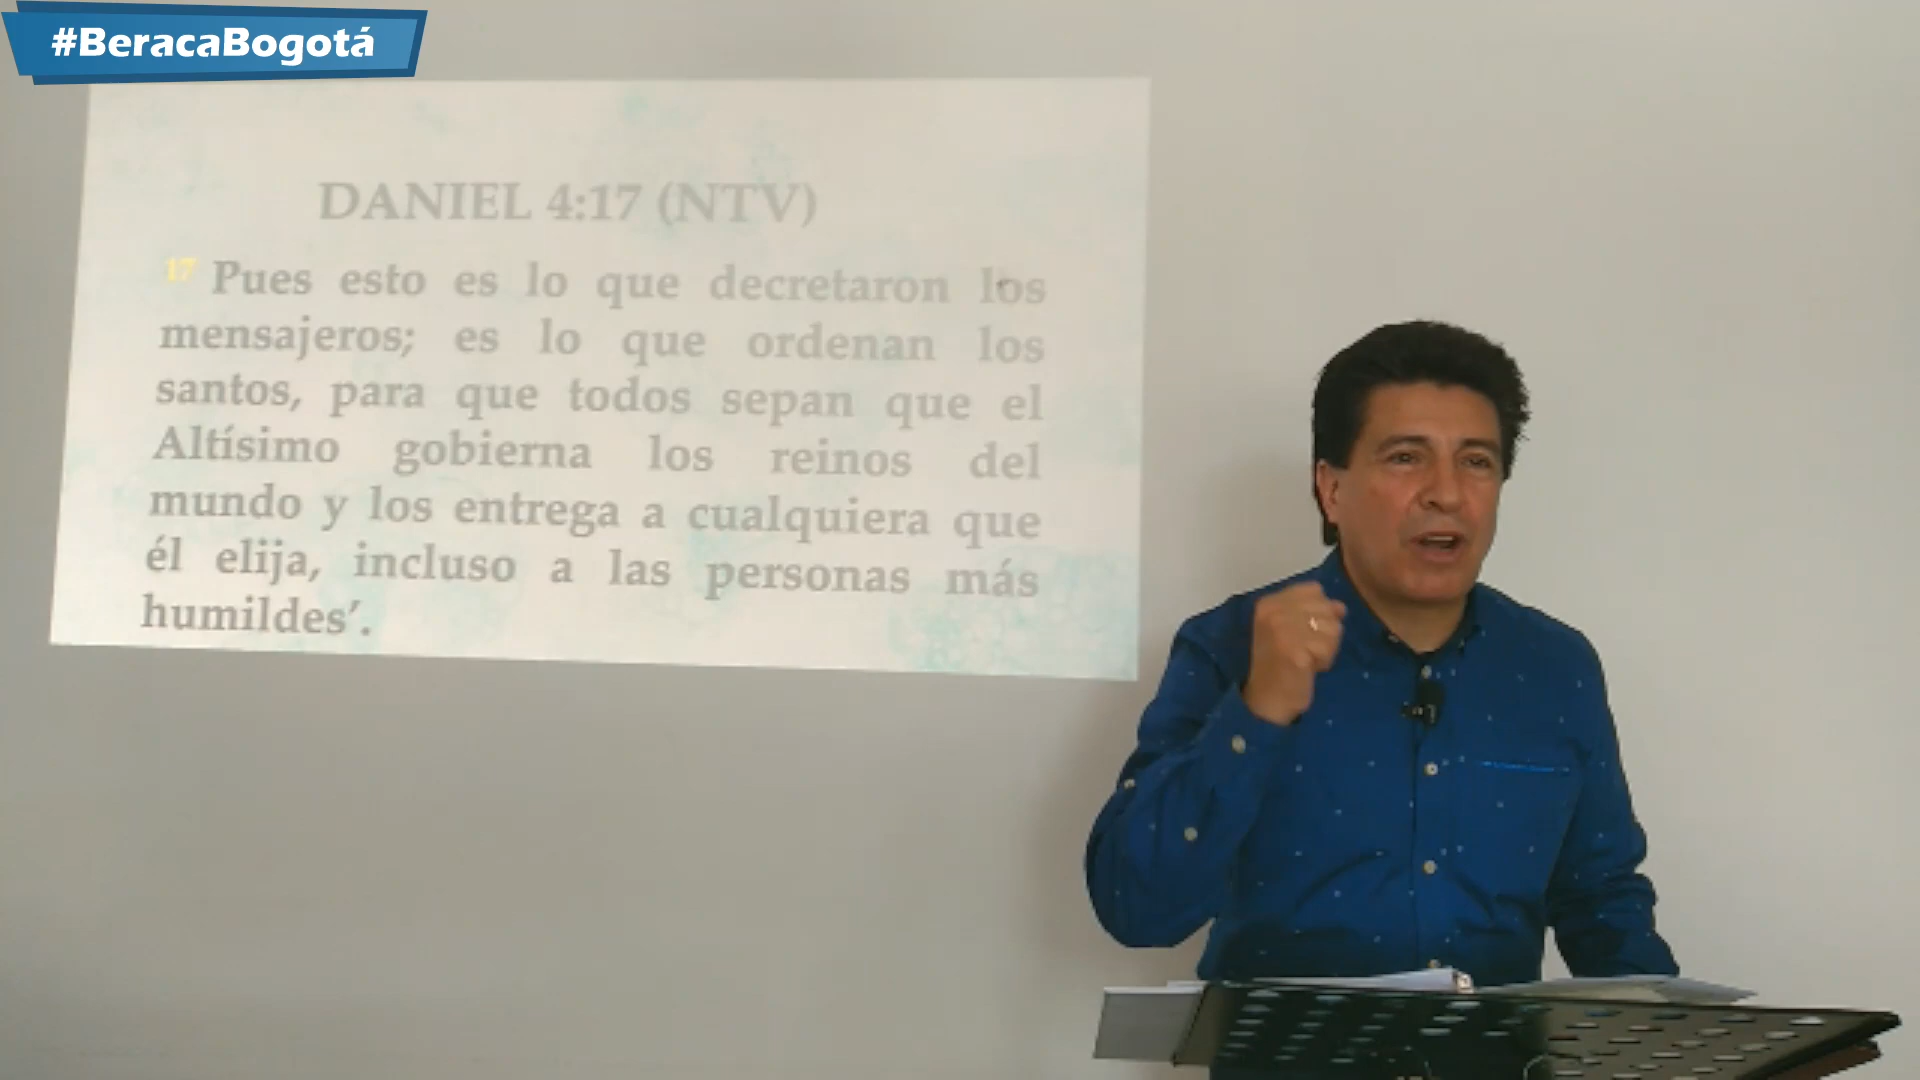 #BeracaBogotá
DANIEL 4:17 (NTV)
17 Pues esto es lo que decretaron los
mensajeros; es lo que ordenan los
santos, para que todos sepan que el
Altísimo gobierna los reinos del
mundo y los entrega a cualquiera que
él elija, incluso a las personas más
humildes’.